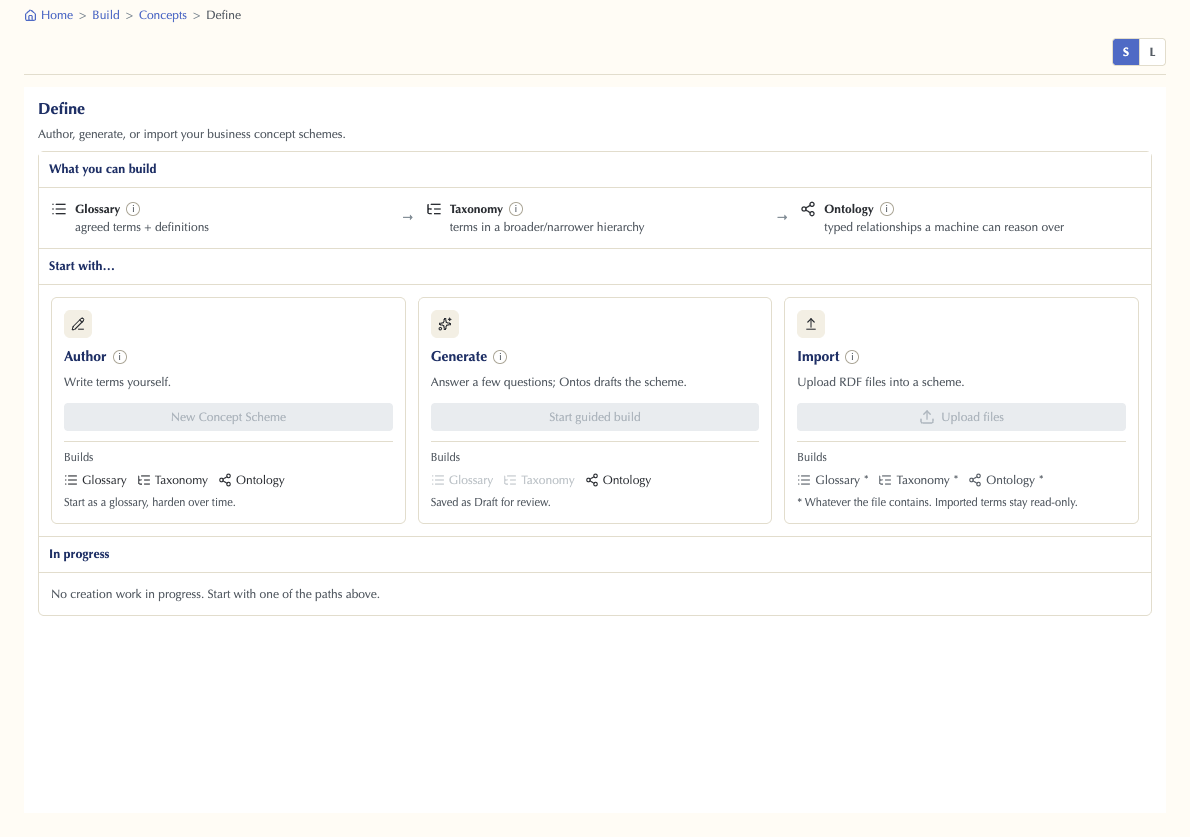 Home > Build > Concepts > Define
S L
Define
Author, generate, or import your business concept schemes.
What you can build
Glossary i
agreed terms + definitions
→
Taxonomy i
terms in a broader/narrower hierarchy
→
Ontology i
typed relationships a machine can reason over
Start with...
Author i
Write terms yourself.
New Concept Scheme
Builds
Glossary Taxonomy Ontology
Start as a glossary, harden over time.
Generate i
Answer a few questions; Ontos drafts the scheme.
Start guided build
Builds
Glossary Taxonomy Ontology
Saved as Draft for review.
Import i
Upload RDF files into a scheme.
Upload files
Builds
Glossary * Taxonomy * Ontology *
* Whatever the file contains. Imported terms stay read-only.
In progress
No creation work in progress. Start with one of the paths above.